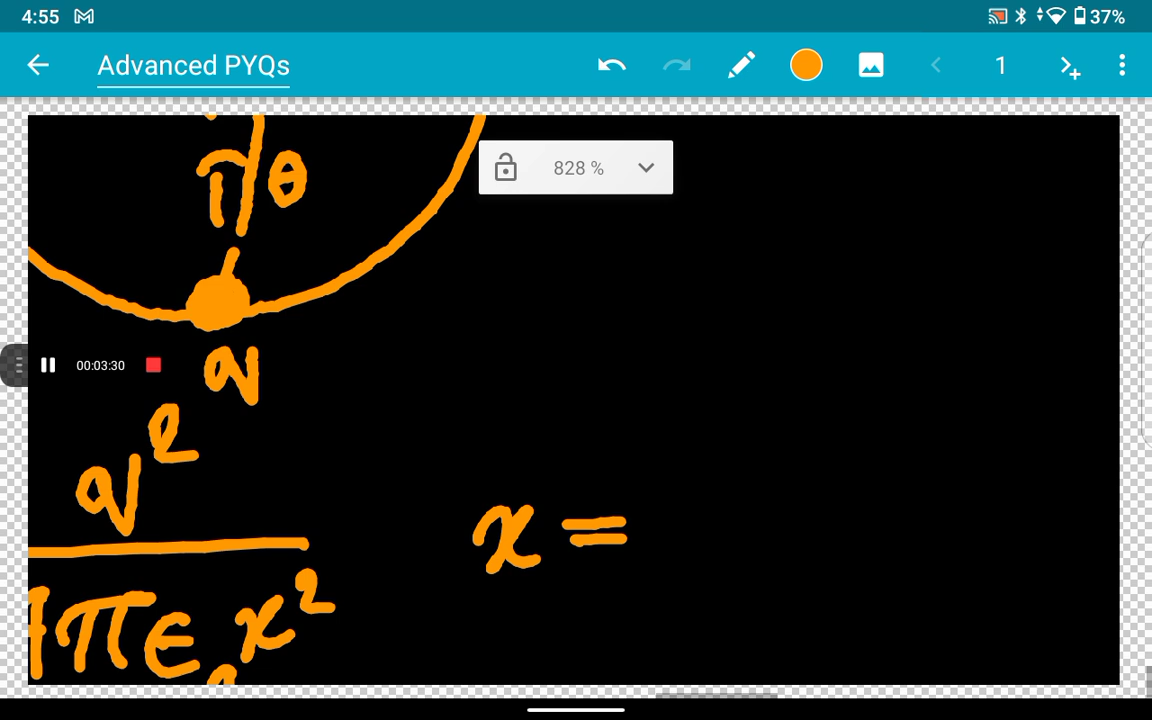 4:55 37%
Advanced PYQs 1
828 %
θ
00:03:30
q
q²
x =
4πε₀x²